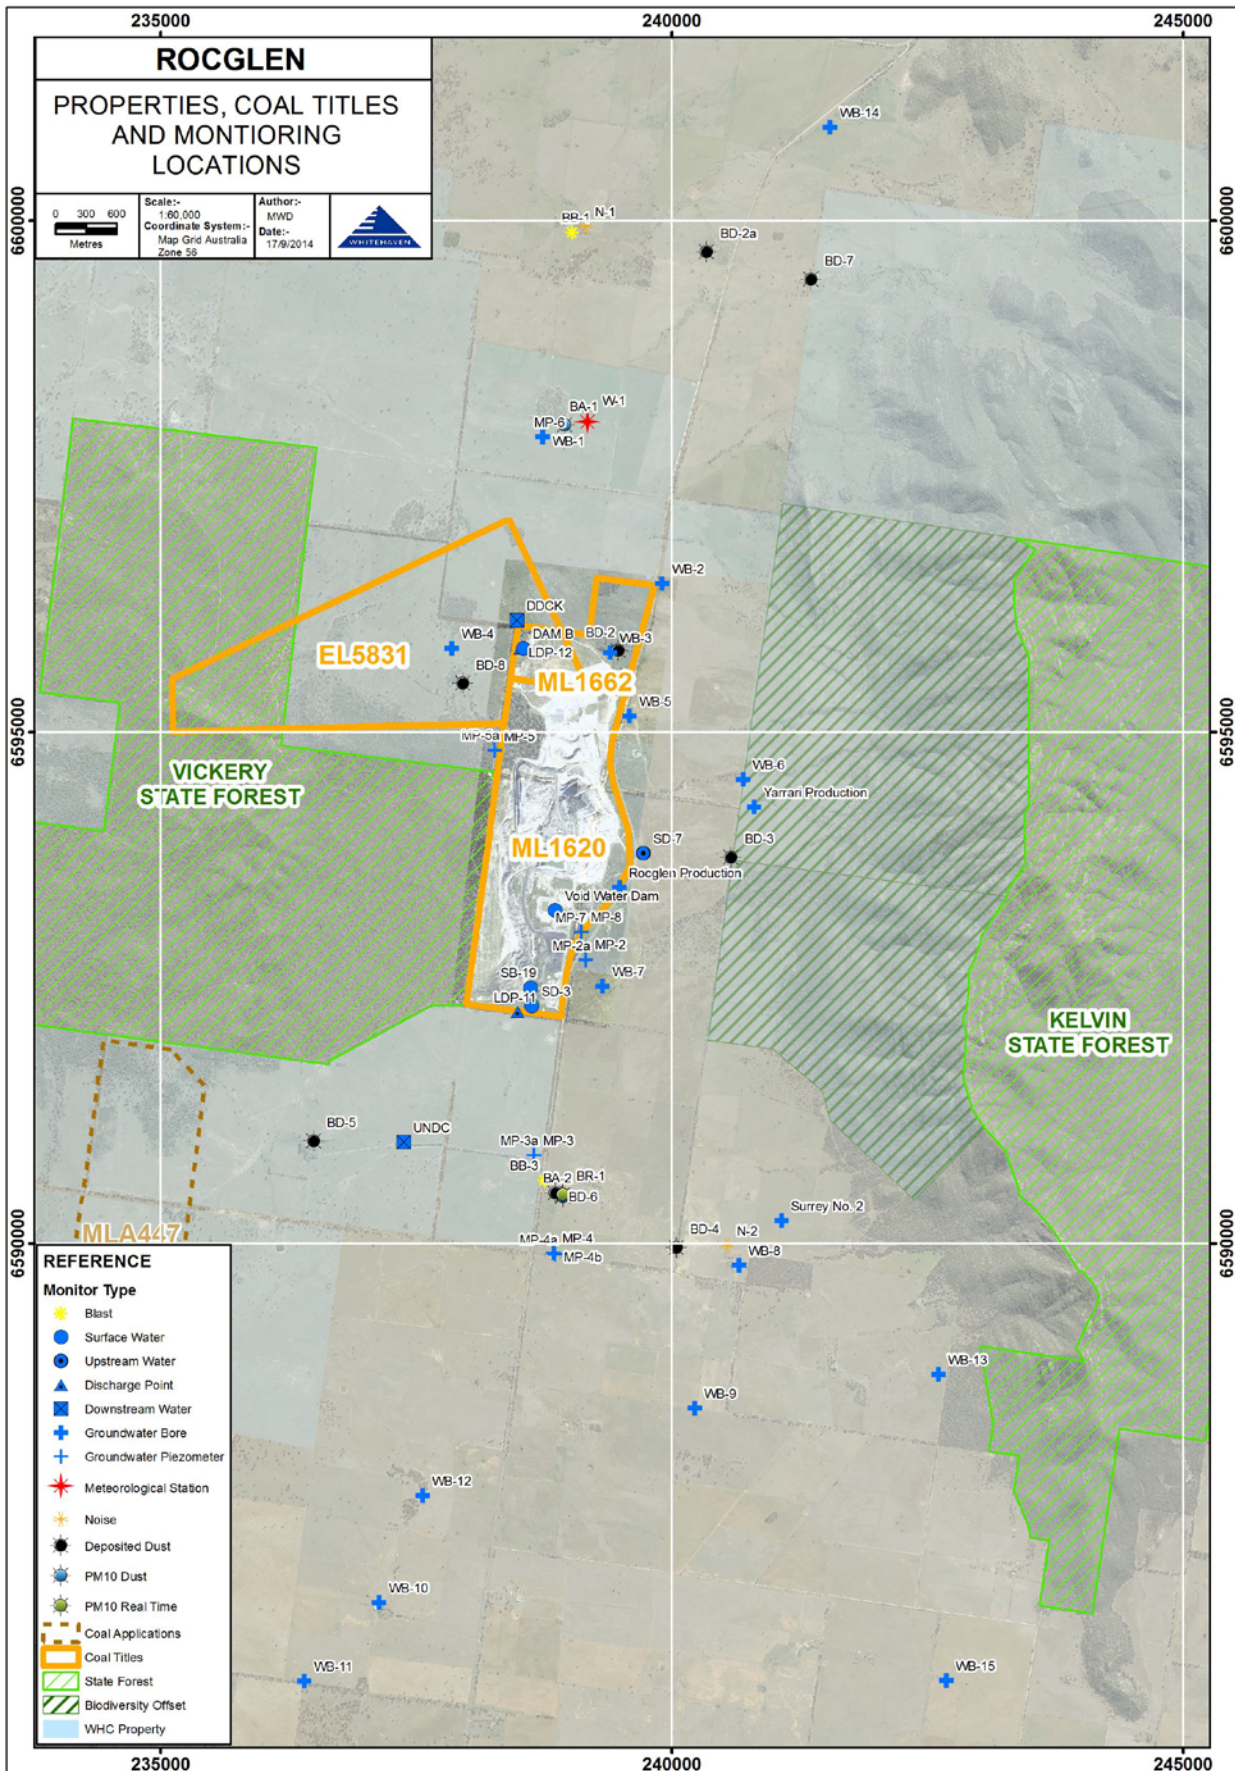 235000
240000
245000
ROCGLEN
PROPERTIES, COAL TITLES
AND MONTIORING
LOCATIONS
0 300 600
Metres
Scale:-
1:60,000
Coordinate System:-
Map Grid Australia
Zone 56
Author:-
MWD
Date:-
17/9/2014
WHITEHAVEN
6600000
6600000
WB-14
BB-1
N-1
BD-2a
BD-7
BA-1
W-1
MP-6
WB-1
WB-2
DDCK
DAM B
BD-2
WB-3
WB-4
LDP-12
EL5831
BD-8
ML1662
WB-5
6595000
6595000
MP-5a
MP-5
VICKERY
STATE FOREST
WB-6
Yarrari Production
ML1620
SD-7
BD-3
Rocglen Production
Void Water Dam
MP-7
MP-8
MP-2a
MP-2
SB-19
WB-7
SD-3
LDP-11
KELVIN
STATE FOREST
BD-5
UNDC
MP-3a
MP-3
BB-3
BA-2
BR-1
BD-6
Surrey No. 2
MLA447
MP-4a
MP-4
BD-4
N-2
MP-4b
WB-8
6590000
6590000
WB-13
WB-9
WB-12
WB-10
WB-11
WB-15
REFERENCE
Monitor Type
Blast
Surface Water
Upstream Water
Discharge Point
Downstream Water
Groundwater Bore
Groundwater Piezometer
Meteorological Station
Noise
Deposited Dust
PM10 Dust
PM10 Real Time
Coal Applications
Coal Titles
State Forest
Biodiversity Offset
WHC Property
235000
240000
245000